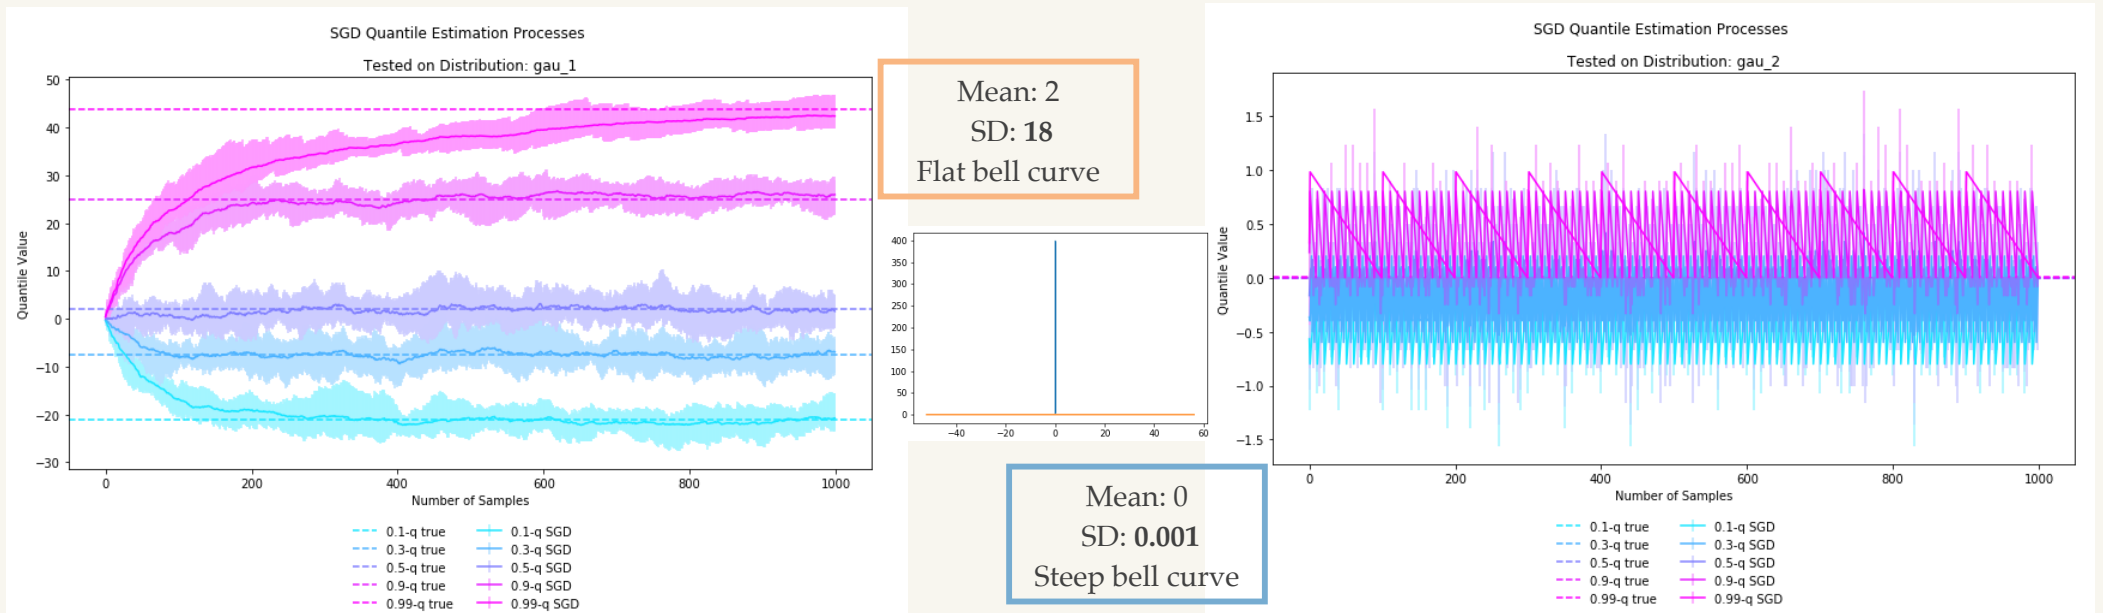 SGD Quantile Estimation Processes
Tested on Distribution: gau_1
Quantile Value
50
40
30
20
10
0
−10
−20
−30
0 200 400 600 800 1000
Number of Samples
0.1-q true 0.1-q SGD
0.3-q true 0.3-q SGD
0.5-q true 0.5-q SGD
0.9-q true 0.9-q SGD
0.99-q true 0.99-q SGD
Mean: 2
SD: 18
Flat bell curve
400
350
300
250
200
150
100
50
0
−40 −20 0 20 40 60
Mean: 0
SD: 0.001
Steep bell curve
SGD Quantile Estimation Processes
Tested on Distribution: gau_2
Quantile Value
1.5
1.0
0.5
0.0
−0.5
−1.0
−1.5
0 200 400 600 800 1000
Number of Samples
0.1-q true 0.1-q SGD
0.3-q true 0.3-q SGD
0.5-q true 0.5-q SGD
0.9-q true 0.9-q SGD
0.99-q true 0.99-q SGD